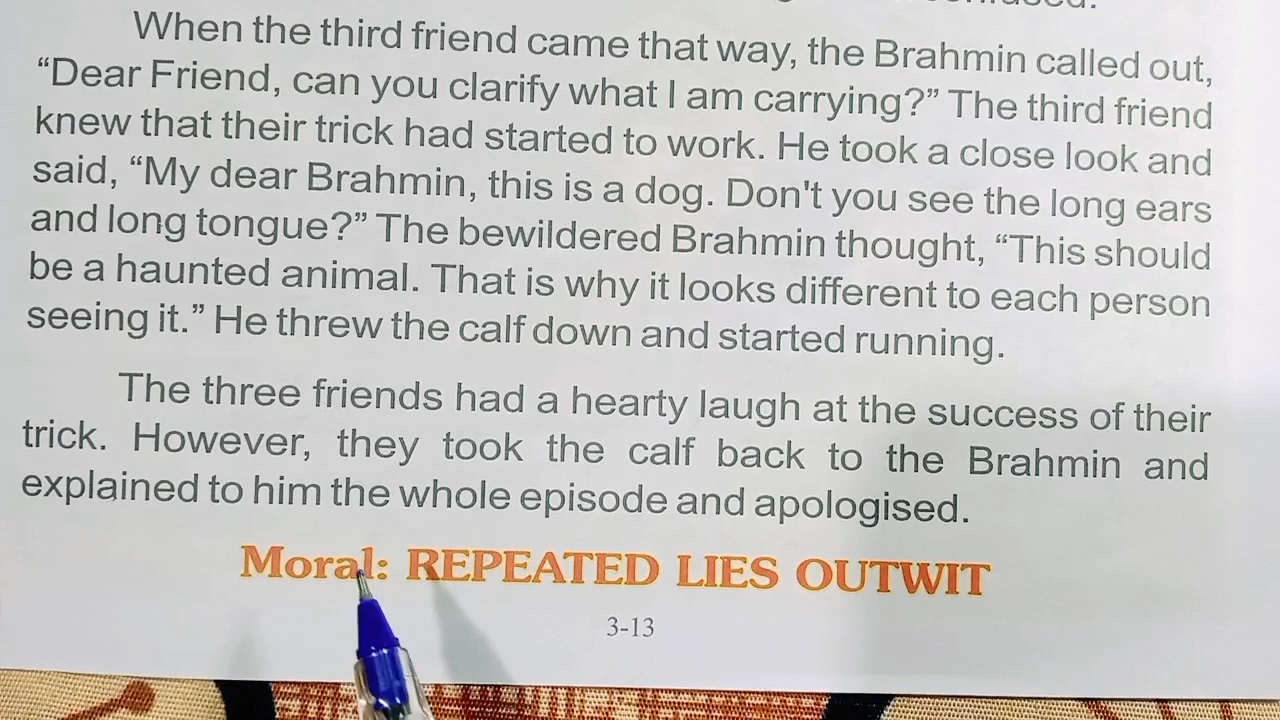 When the third friend came that way, the Brahmin called out,
“Dear Friend, can you clarify what I am carrying?” The third friend
knew that their trick had started to work. He took a close look and
said, “My dear Brahmin, this is a dog. Don't you see the long ears
and long tongue?” The bewildered Brahmin thought, “This should
be a haunted animal. That is why it looks different to each person
seeing it.” He threw the calf down and started running.
The three friends had a hearty laugh at the success of their
trick. However, they took the calf back to the Brahmin and
explained to him the whole episode and apologised.
Moral: REPEATED LIES OUTWIT
3-13